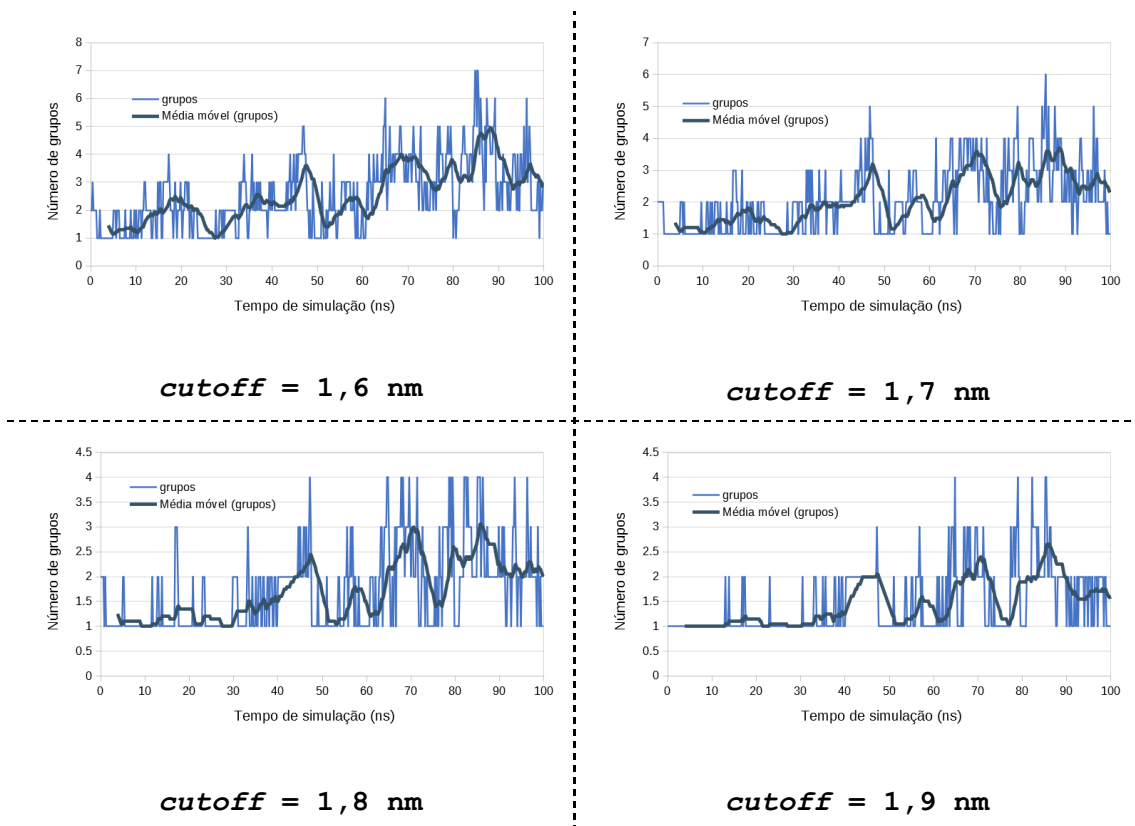 8
7
6
5
4
3
2
1
0
Número de grupos
grupos
Média móvel (grupos)
0 10 20 30 40 50 60 70 80 90 100
Tempo de simulação (ns)
cutoff = 1,6 nm
7
6
5
4
3
2
1
0
Número de grupos
grupos
Média móvel (grupos)
0 10 20 30 40 50 60 70 80 90 100
Tempo de simulação (ns)
cutoff = 1,7 nm
4.5
4
3.5
3
2.5
2
1.5
1
0.5
0
Número de grupos
grupos
Média móvel (grupos)
0 10 20 30 40 50 60 70 80 90 100
Tempo de simulação (ns)
cutoff = 1,8 nm
4.5
4
3.5
3
2.5
2
1.5
1
0.5
0
Número de grupos
grupos
Média móvel (grupos)
0 10 20 30 40 50 60 70 80 90 100
Tempo de simulação (ns)
cutoff = 1,9 nm